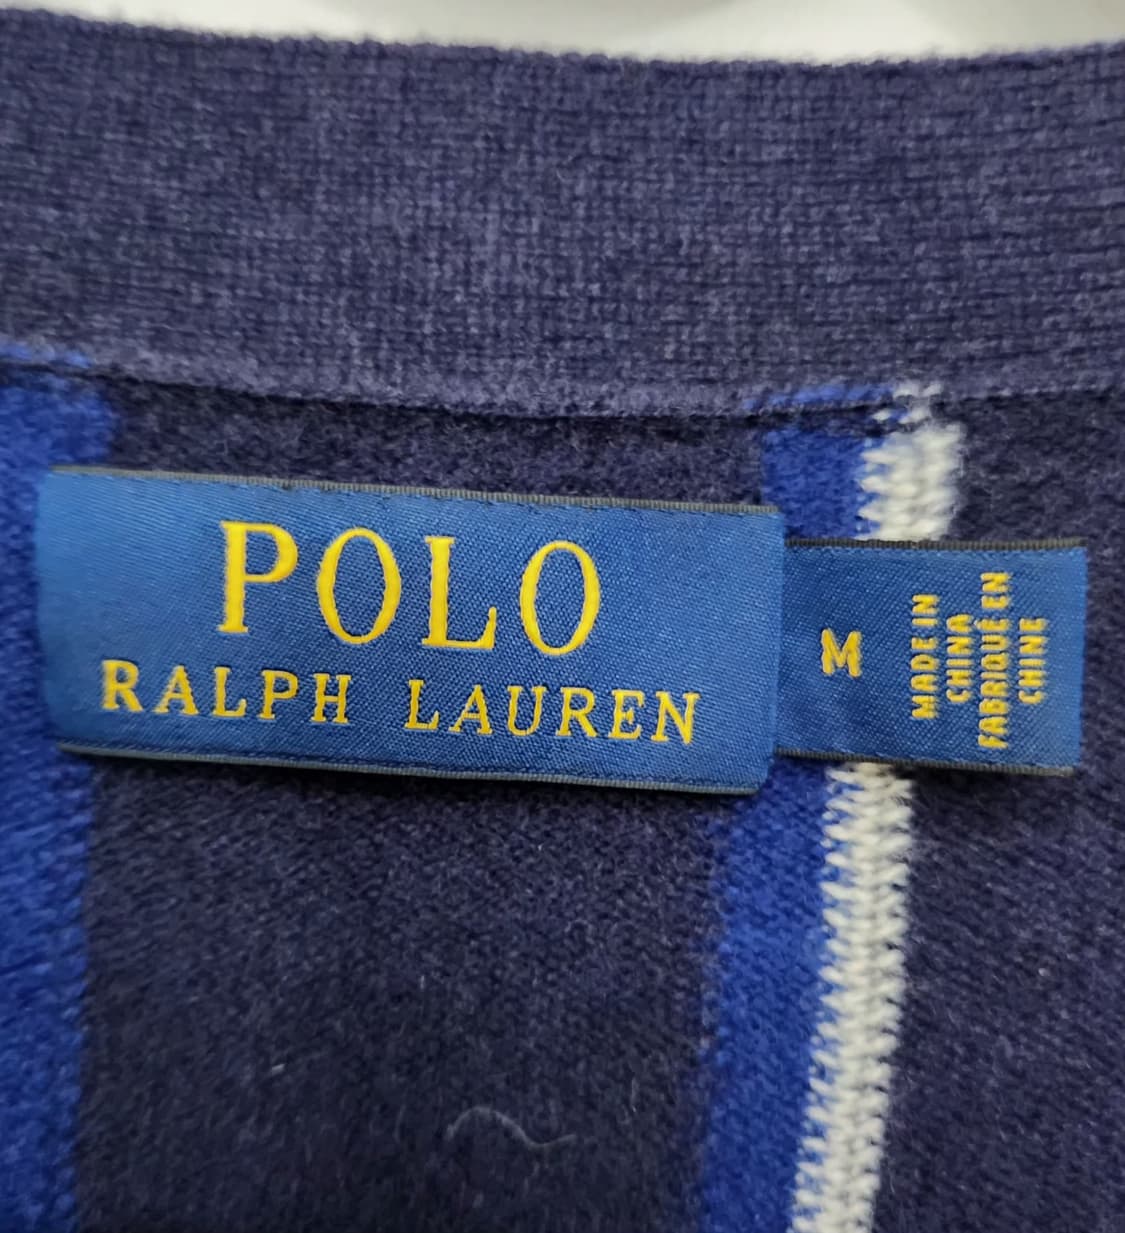 POLO
RALPH LAUREN
M
MADE IN
CHINA
FABRIQUÉ EN
CHINE